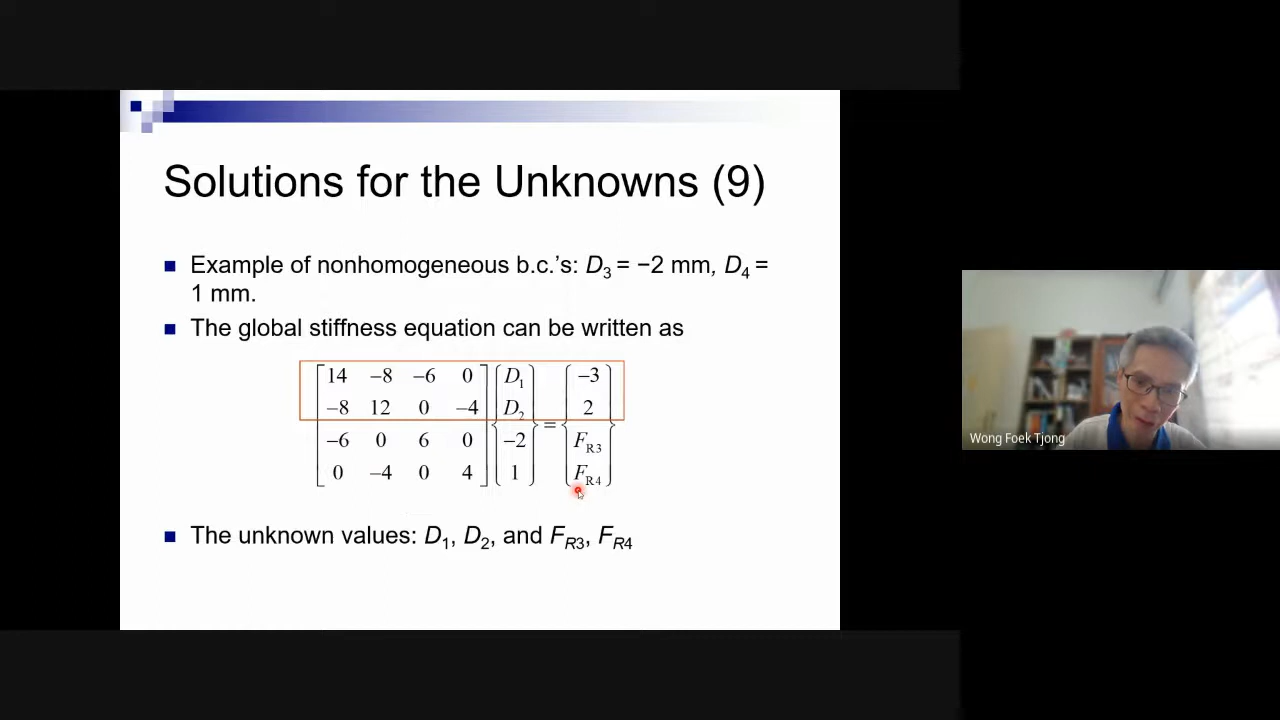 Solutions for the Unknowns (9)
Example of nonhomogeneous b.c.'s: D3 = −2 mm, D4 =
1 mm.
The global stiffness equation can be written as
14 −8 −6 0 D1 −3
−8 12 0 −4 D2 2
=
−6 0 6 0 −2 FR3
0 −4 0 4 1 FR4
The unknown values: D1, D2, and FR3, FR4
Wong Foek Tjong